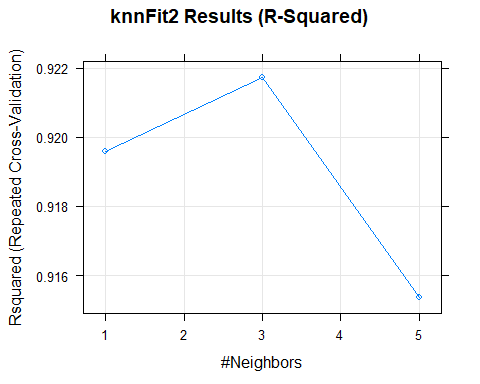 knnFit2 Results (R-Squared)
Rsquared (Repeated Cross-Validation)
0.922
0.920
0.918
0.916
1 2 3 4 5
#Neighbors